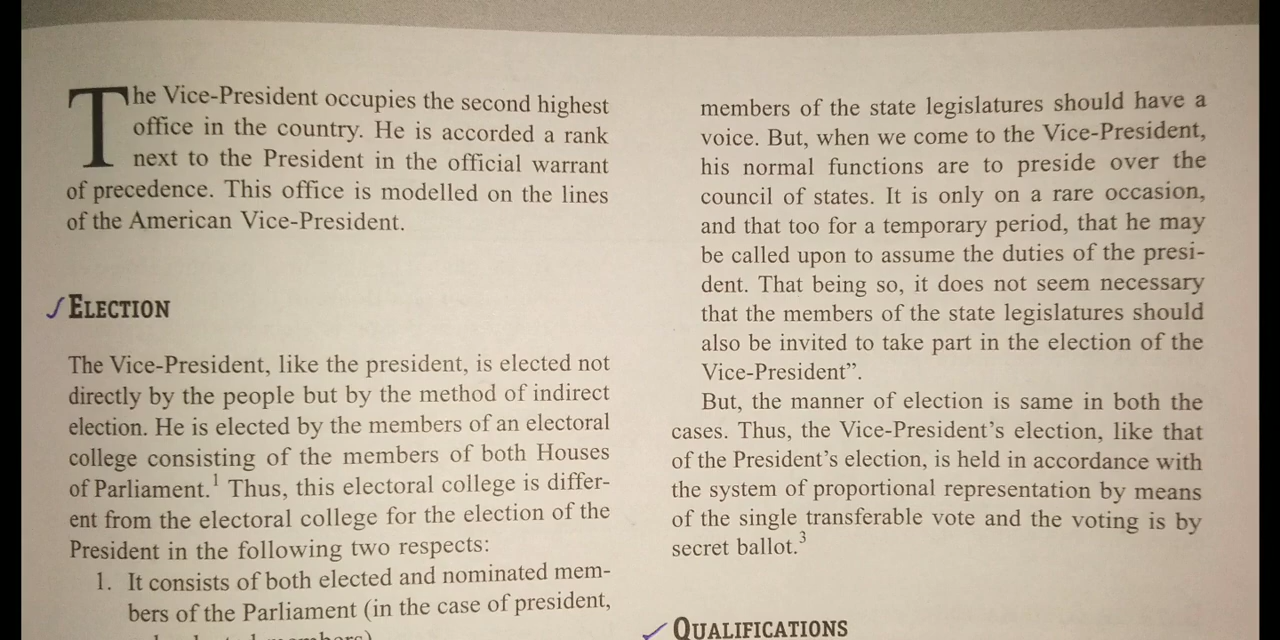 The Vice-President occupies the second highest
office in the country. He is accorded a rank
next to the President in the official warrant
of precedence. This office is modelled on the lines
of the American Vice-President.
ELECTION
The Vice-President, like the president, is elected not
directly by the people but by the method of indirect
election. He is elected by the members of an electoral
college consisting of the members of both Houses
of Parliament.1 Thus, this electoral college is differ-
ent from the electoral college for the election of the
President in the following two respects:
1. It consists of both elected and nominated mem-
bers of the Parliament (in the case of president,
members of the state legislatures should have a
voice. But, when we come to the Vice-President,
his normal functions are to preside over the
council of states. It is only on a rare occasion,
and that too for a temporary period, that he may
be called upon to assume the duties of the presi-
dent. That being so, it does not seem necessary
that the members of the state legislatures should
also be invited to take part in the election of the
Vice-President”.
But, the manner of election is same in both the
cases. Thus, the Vice-President’s election, like that
of the President’s election, is held in accordance with
the system of proportional representation by means
of the single transferable vote and the voting is by
secret ballot.3
QUALIFICATIONS